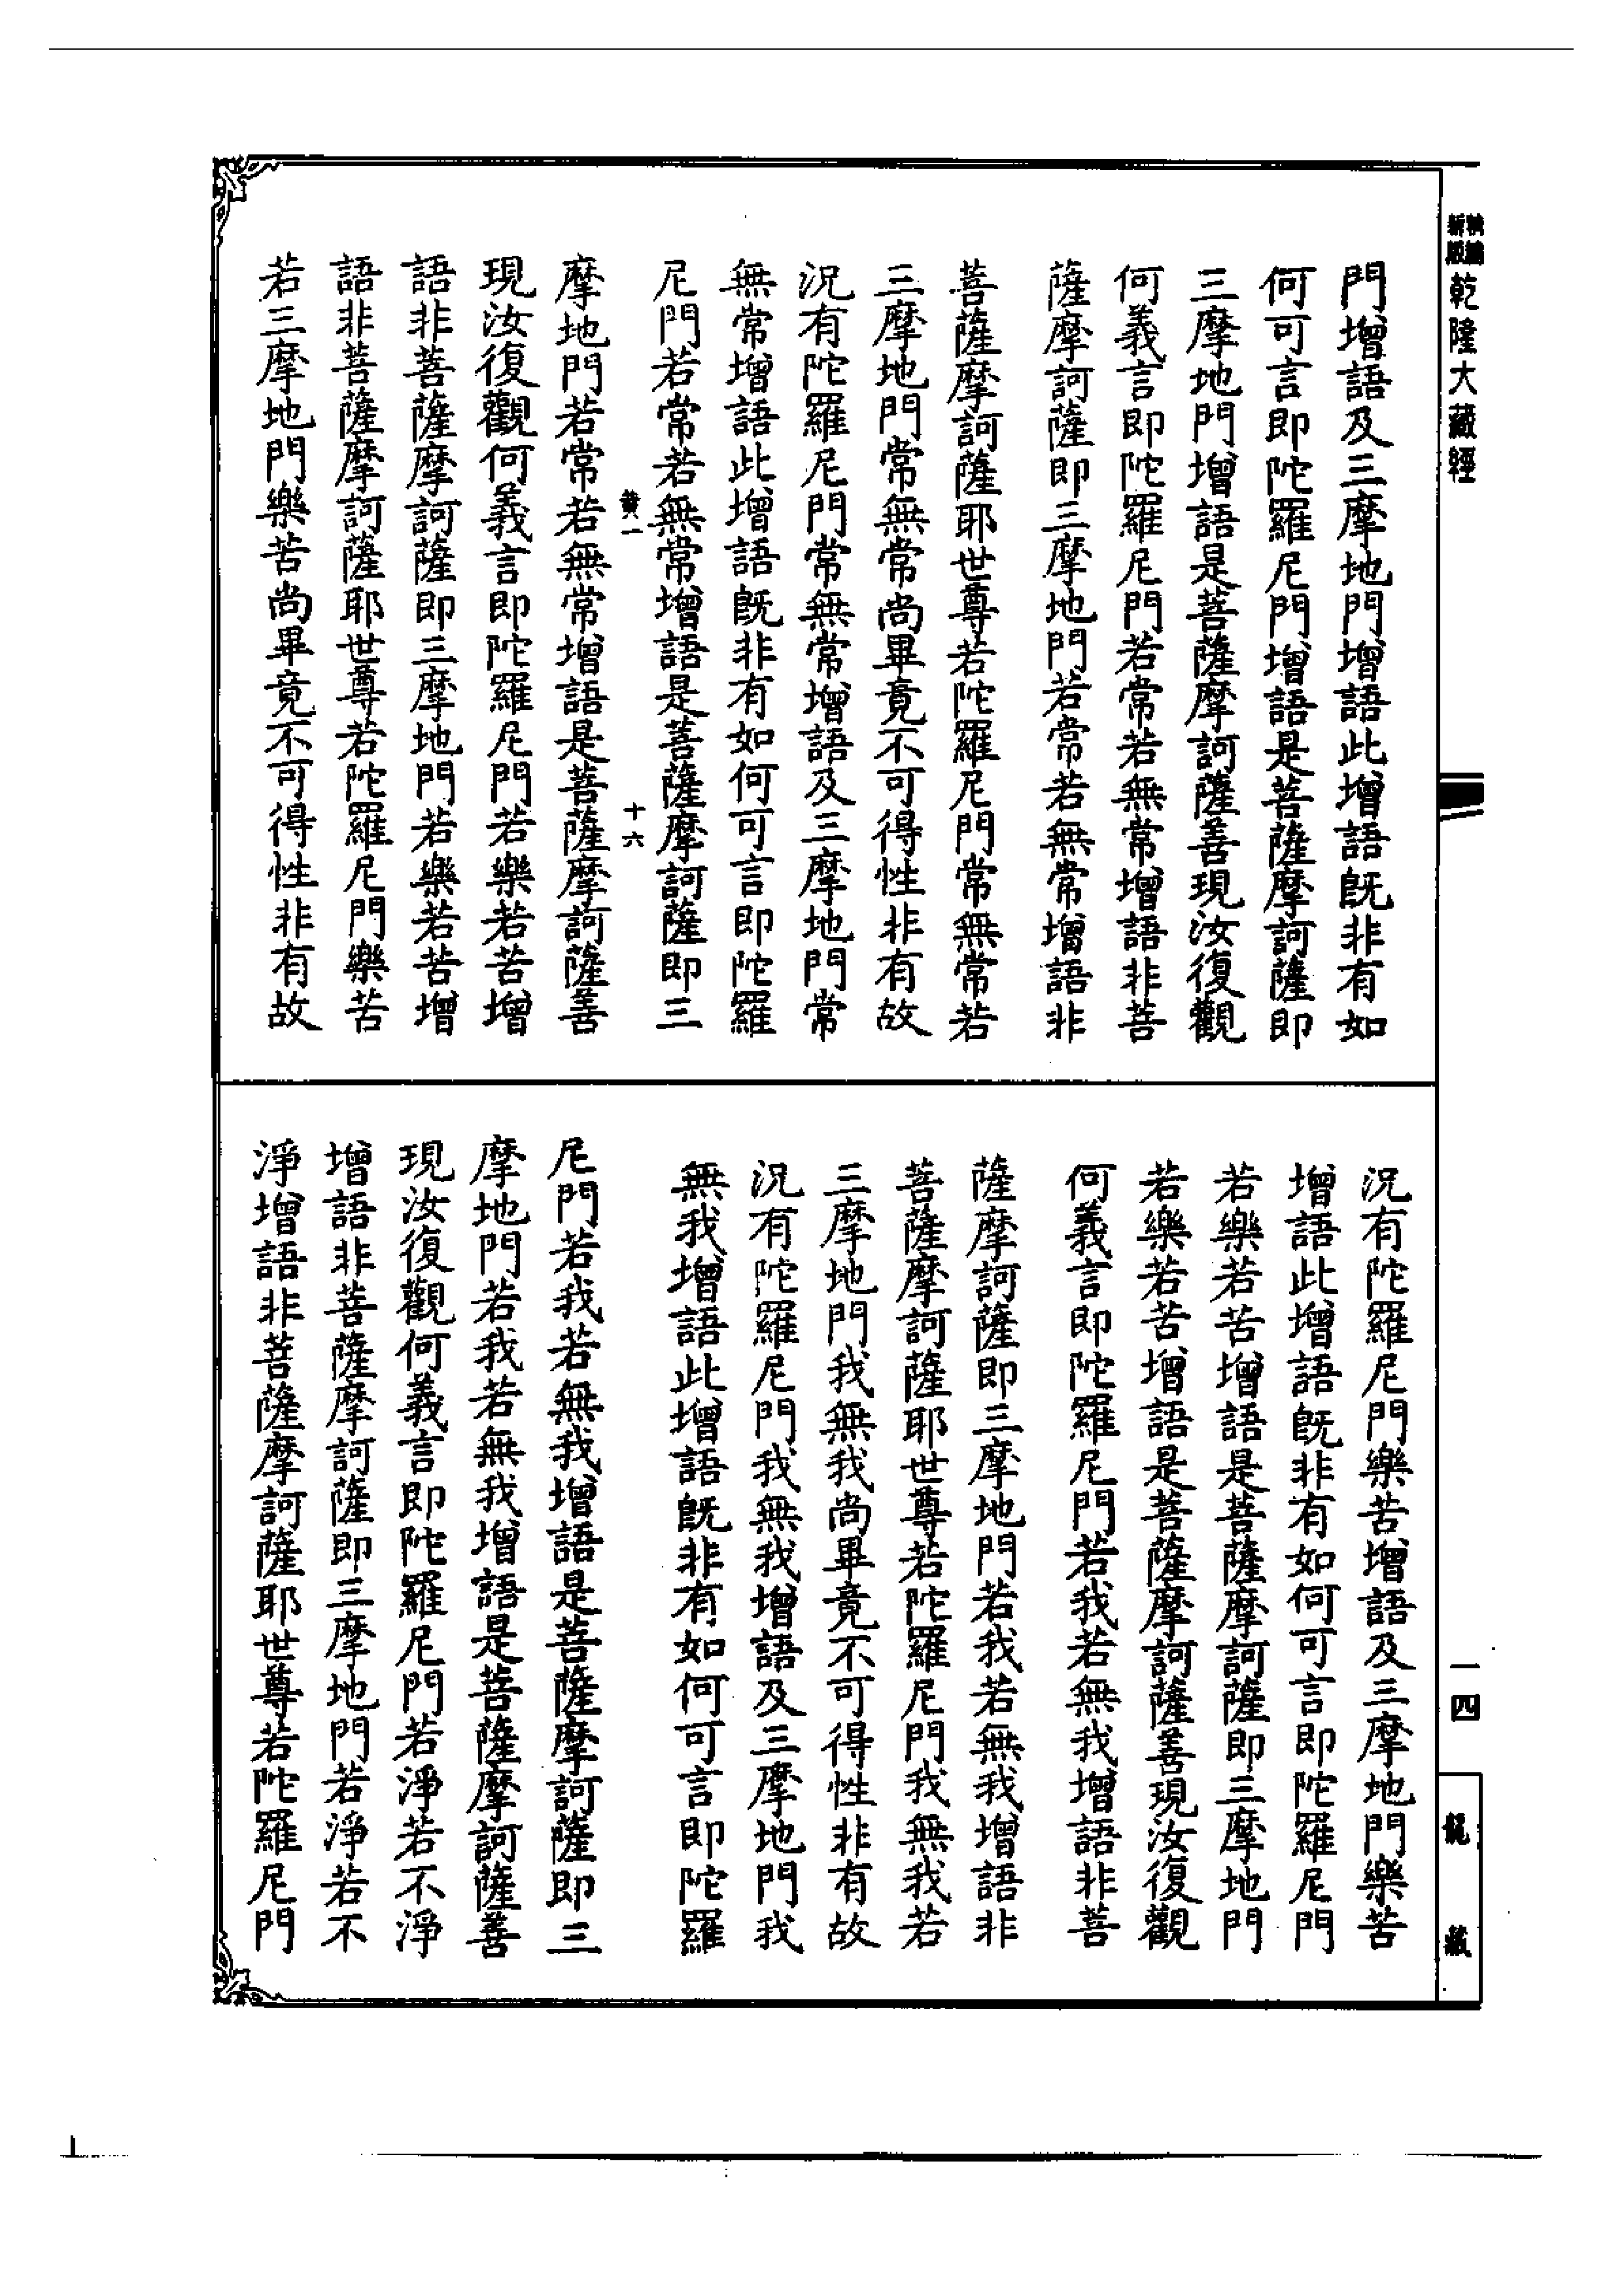 新編縮版乾隆大藏經
門增語及三摩地門增語此增語既非有如
何可言即陀羅尼門增語是菩薩摩訶薩即
三摩地門增語是菩薩摩訶薩善現汝復觀
何義言即陀羅尼門若常若無常增語非菩
薩摩訶薩即三摩地門若常若無常增語非
菩薩摩訶薩耶世尊若陀羅尼門常無常若
三摩地門常無常尚畢竟不可得性非有故
況有陀羅尼門常無常增語及三摩地門常
無常增語此增語既非有如何可言即陀羅
尼門若常若無常增語是菩薩摩訶薩即三
黃一 十六
摩地門若常若無常增語是菩薩摩訶薩善
現汝復觀何義言即陀羅尼門若樂若苦增
語非菩薩摩訶薩即三摩地門若樂若苦增
語非菩薩摩訶薩耶世尊若陀羅尼門樂苦
若三摩地門樂苦尚畢竟不可得性非有故
況有陀羅尼門樂苦增語及三摩地門樂苦
增語此增語既非有如何可言即陀羅尼門
若樂若苦增語是菩薩摩訶薩即三摩地門
若樂若苦增語是菩薩摩訶薩善現汝復觀
何義言即陀羅尼門若我若無我增語非菩
薩摩訶薩即三摩地門若我若無我增語非
菩薩摩訶薩耶世尊若陀羅尼門我無我若
三摩地門我無我尚畢竟不可得性非有故
況有陀羅尼門我無我增語及三摩地門我
無我增語此增語既非有如何可言即陀羅
尼門若我若無我增語是菩薩摩訶薩即三
摩地門若我若無我增語是菩薩摩訶薩善
現汝復觀何義言即陀羅尼門若淨若不淨
增語非菩薩摩訶薩即三摩地門若淨若不
淨增語非菩薩摩訶薩耶世尊若陀羅尼門
一四
龍藏